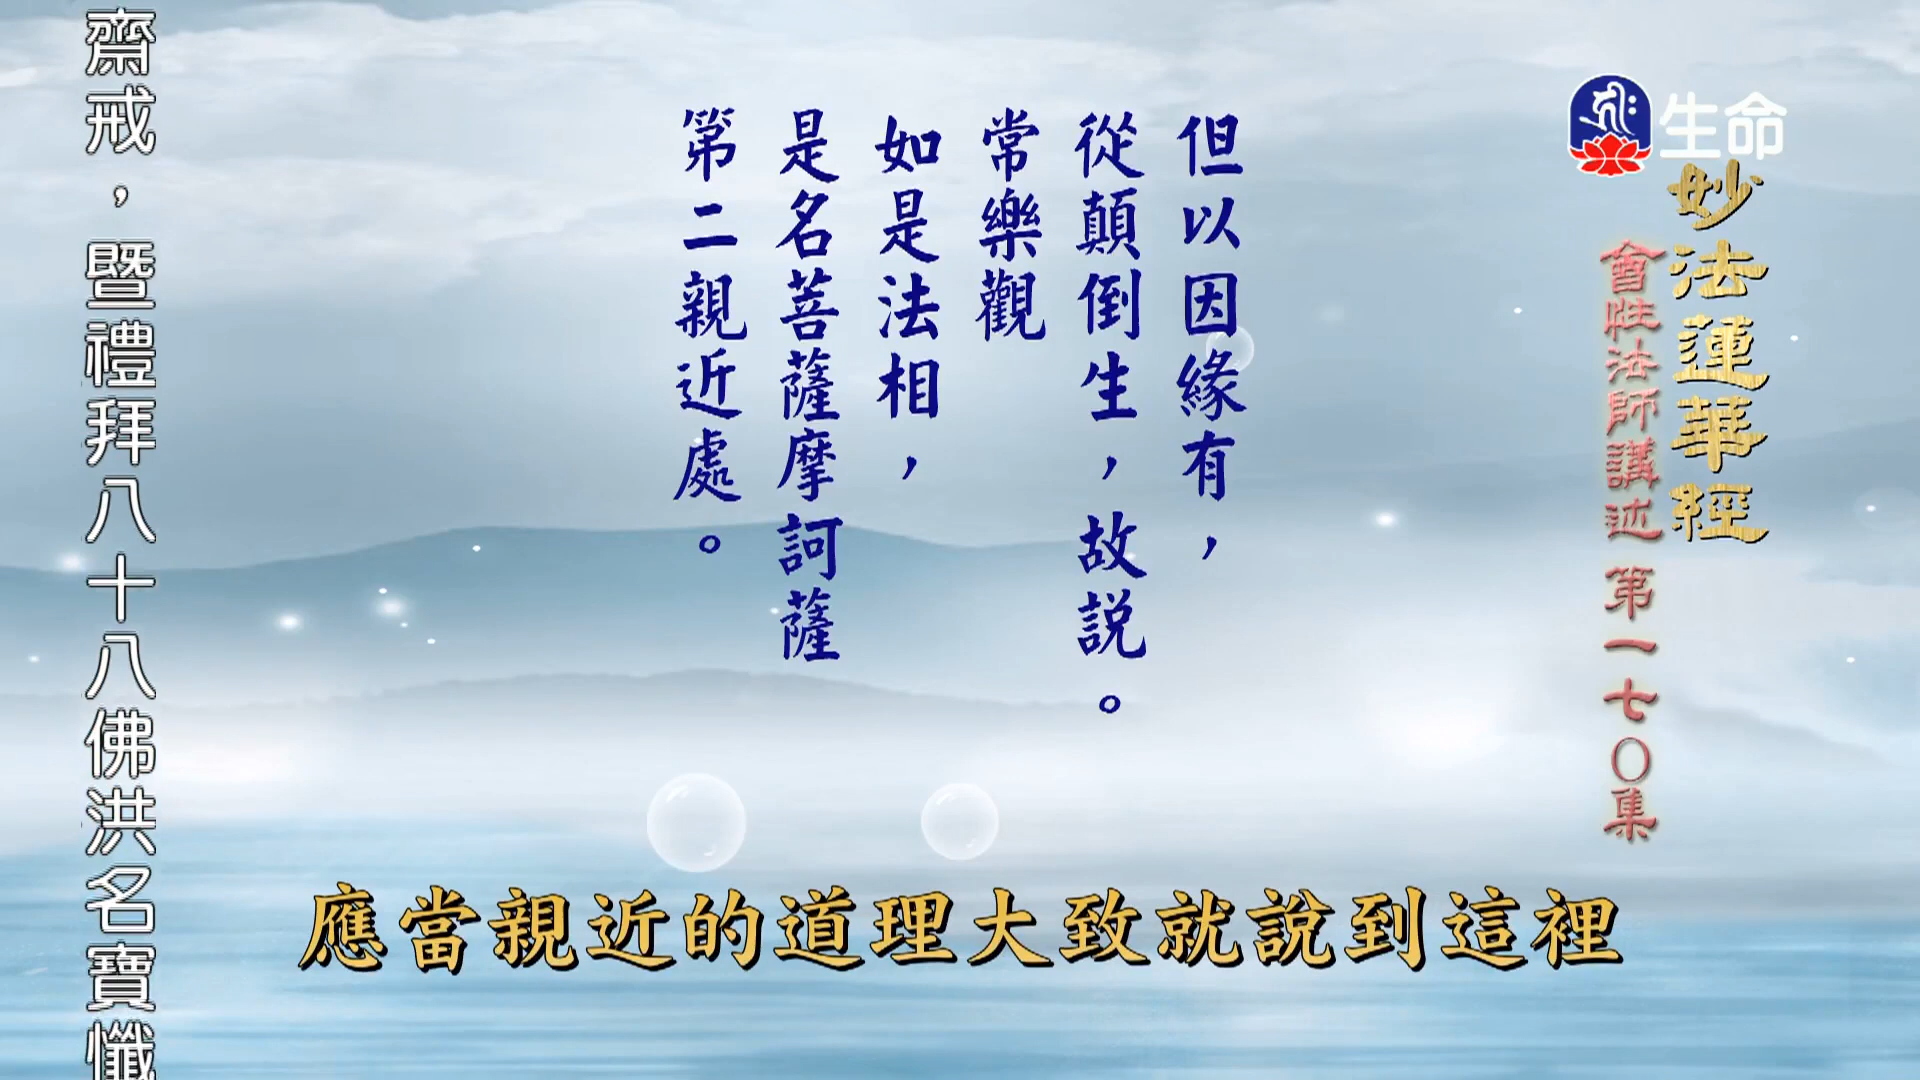 生命
妙法蓮華經
會性法師講述 第一七〇集
但以因緣有，
從顛倒生，故説。
常樂觀
如是法相，
是名菩薩摩訶薩
第二親近處。
齋戒，暨禮拜八十八佛洪名寶懺
應當親近的道理大致就說到這裡